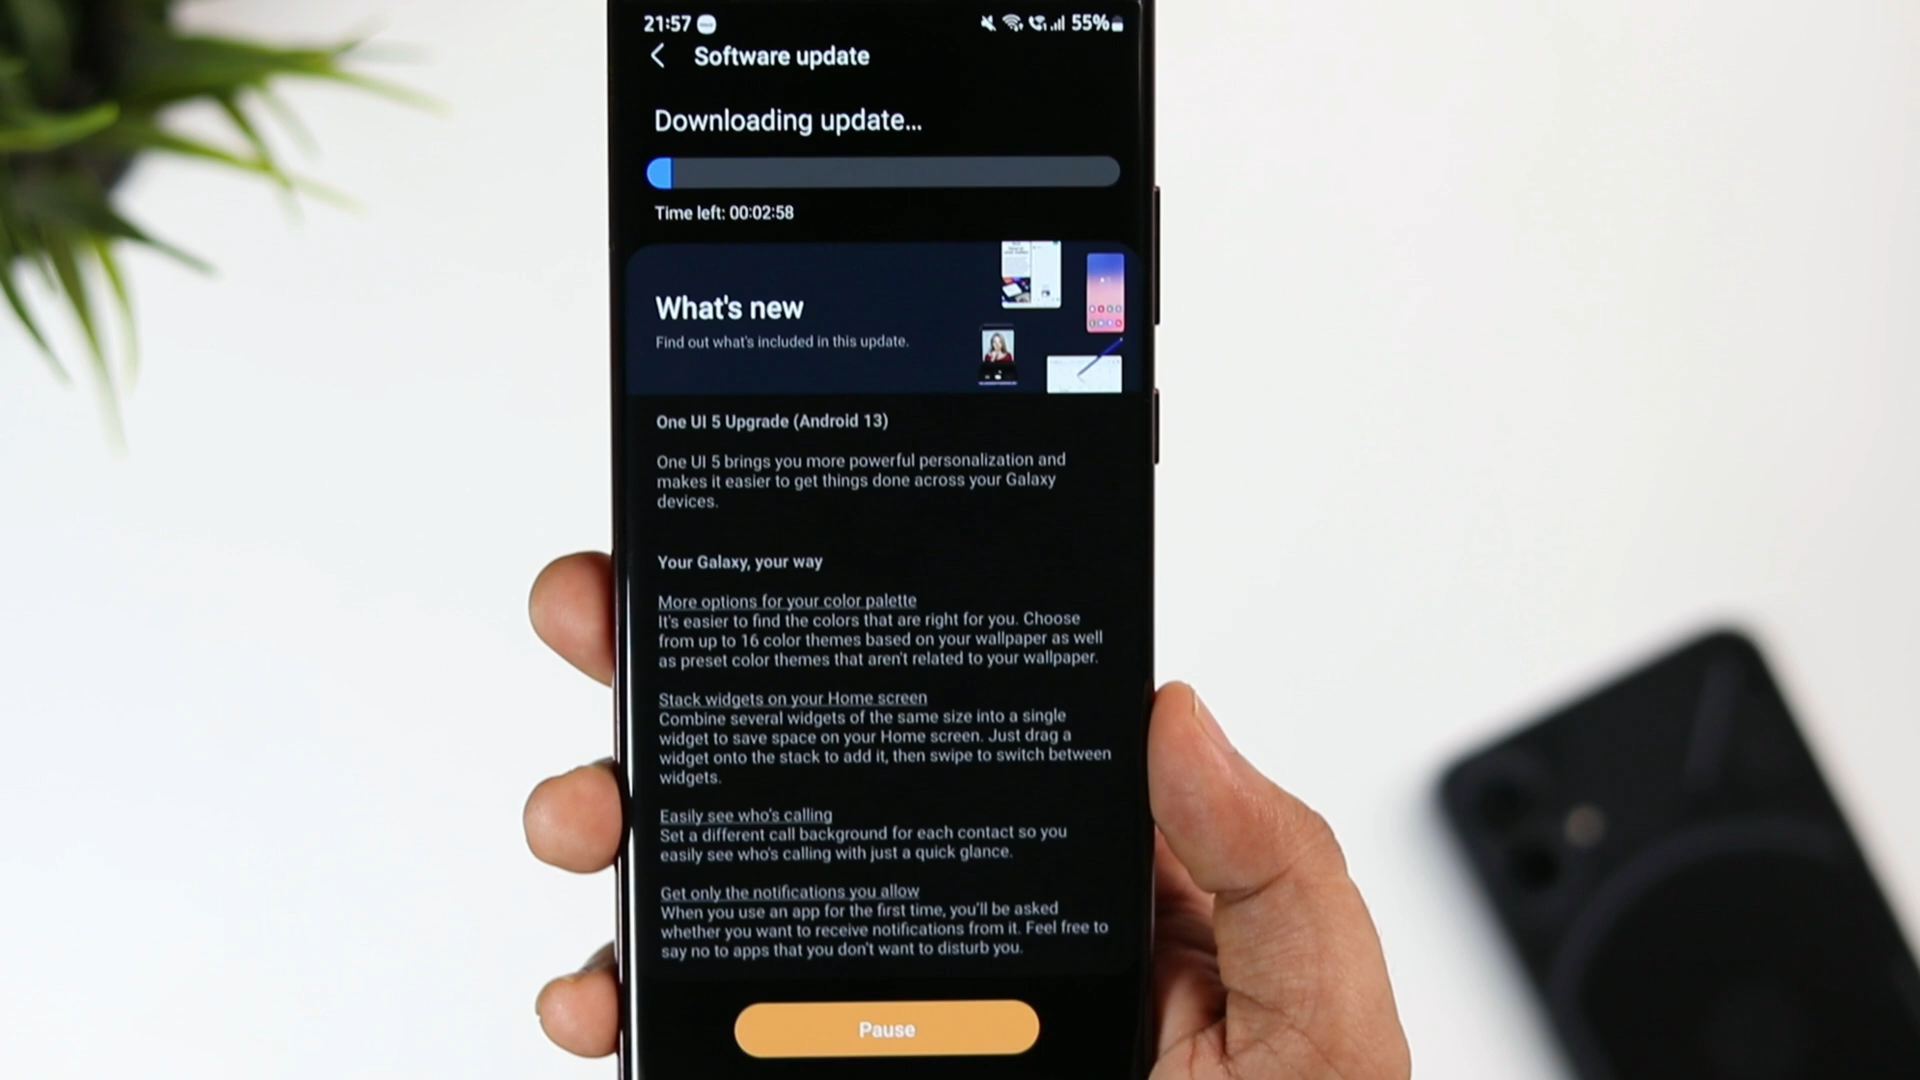 21:57
55%
Software update
Downloading update...
Time left: 00:02:58
What's new
Find out what's included in this update.
One UI 5 Upgrade (Android 13)
One UI 5 brings you more powerful personalization and
makes it easier to get things done across your Galaxy
devices.
Your Galaxy, your way
More options for your color palette
It's easier to find the colors that are right for you. Choose
from up to 16 color themes based on your wallpaper as well
as preset color themes that aren't related to your wallpaper.
Stack widgets on your Home screen
Combine several widgets of the same size into a single
widget to save space on your Home screen. Just drag a
widget onto the stack to add it, then swipe to switch between
widgets.
Easily see who's calling
Set a different call background for each contact so you
easily see who's calling with just a quick glance.
Get only the notifications you allow
When you use an app for the first time, you'll be asked
whether you want to receive notifications from it. Feel free to
say no to apps that you don't want to disturb you.
Pause